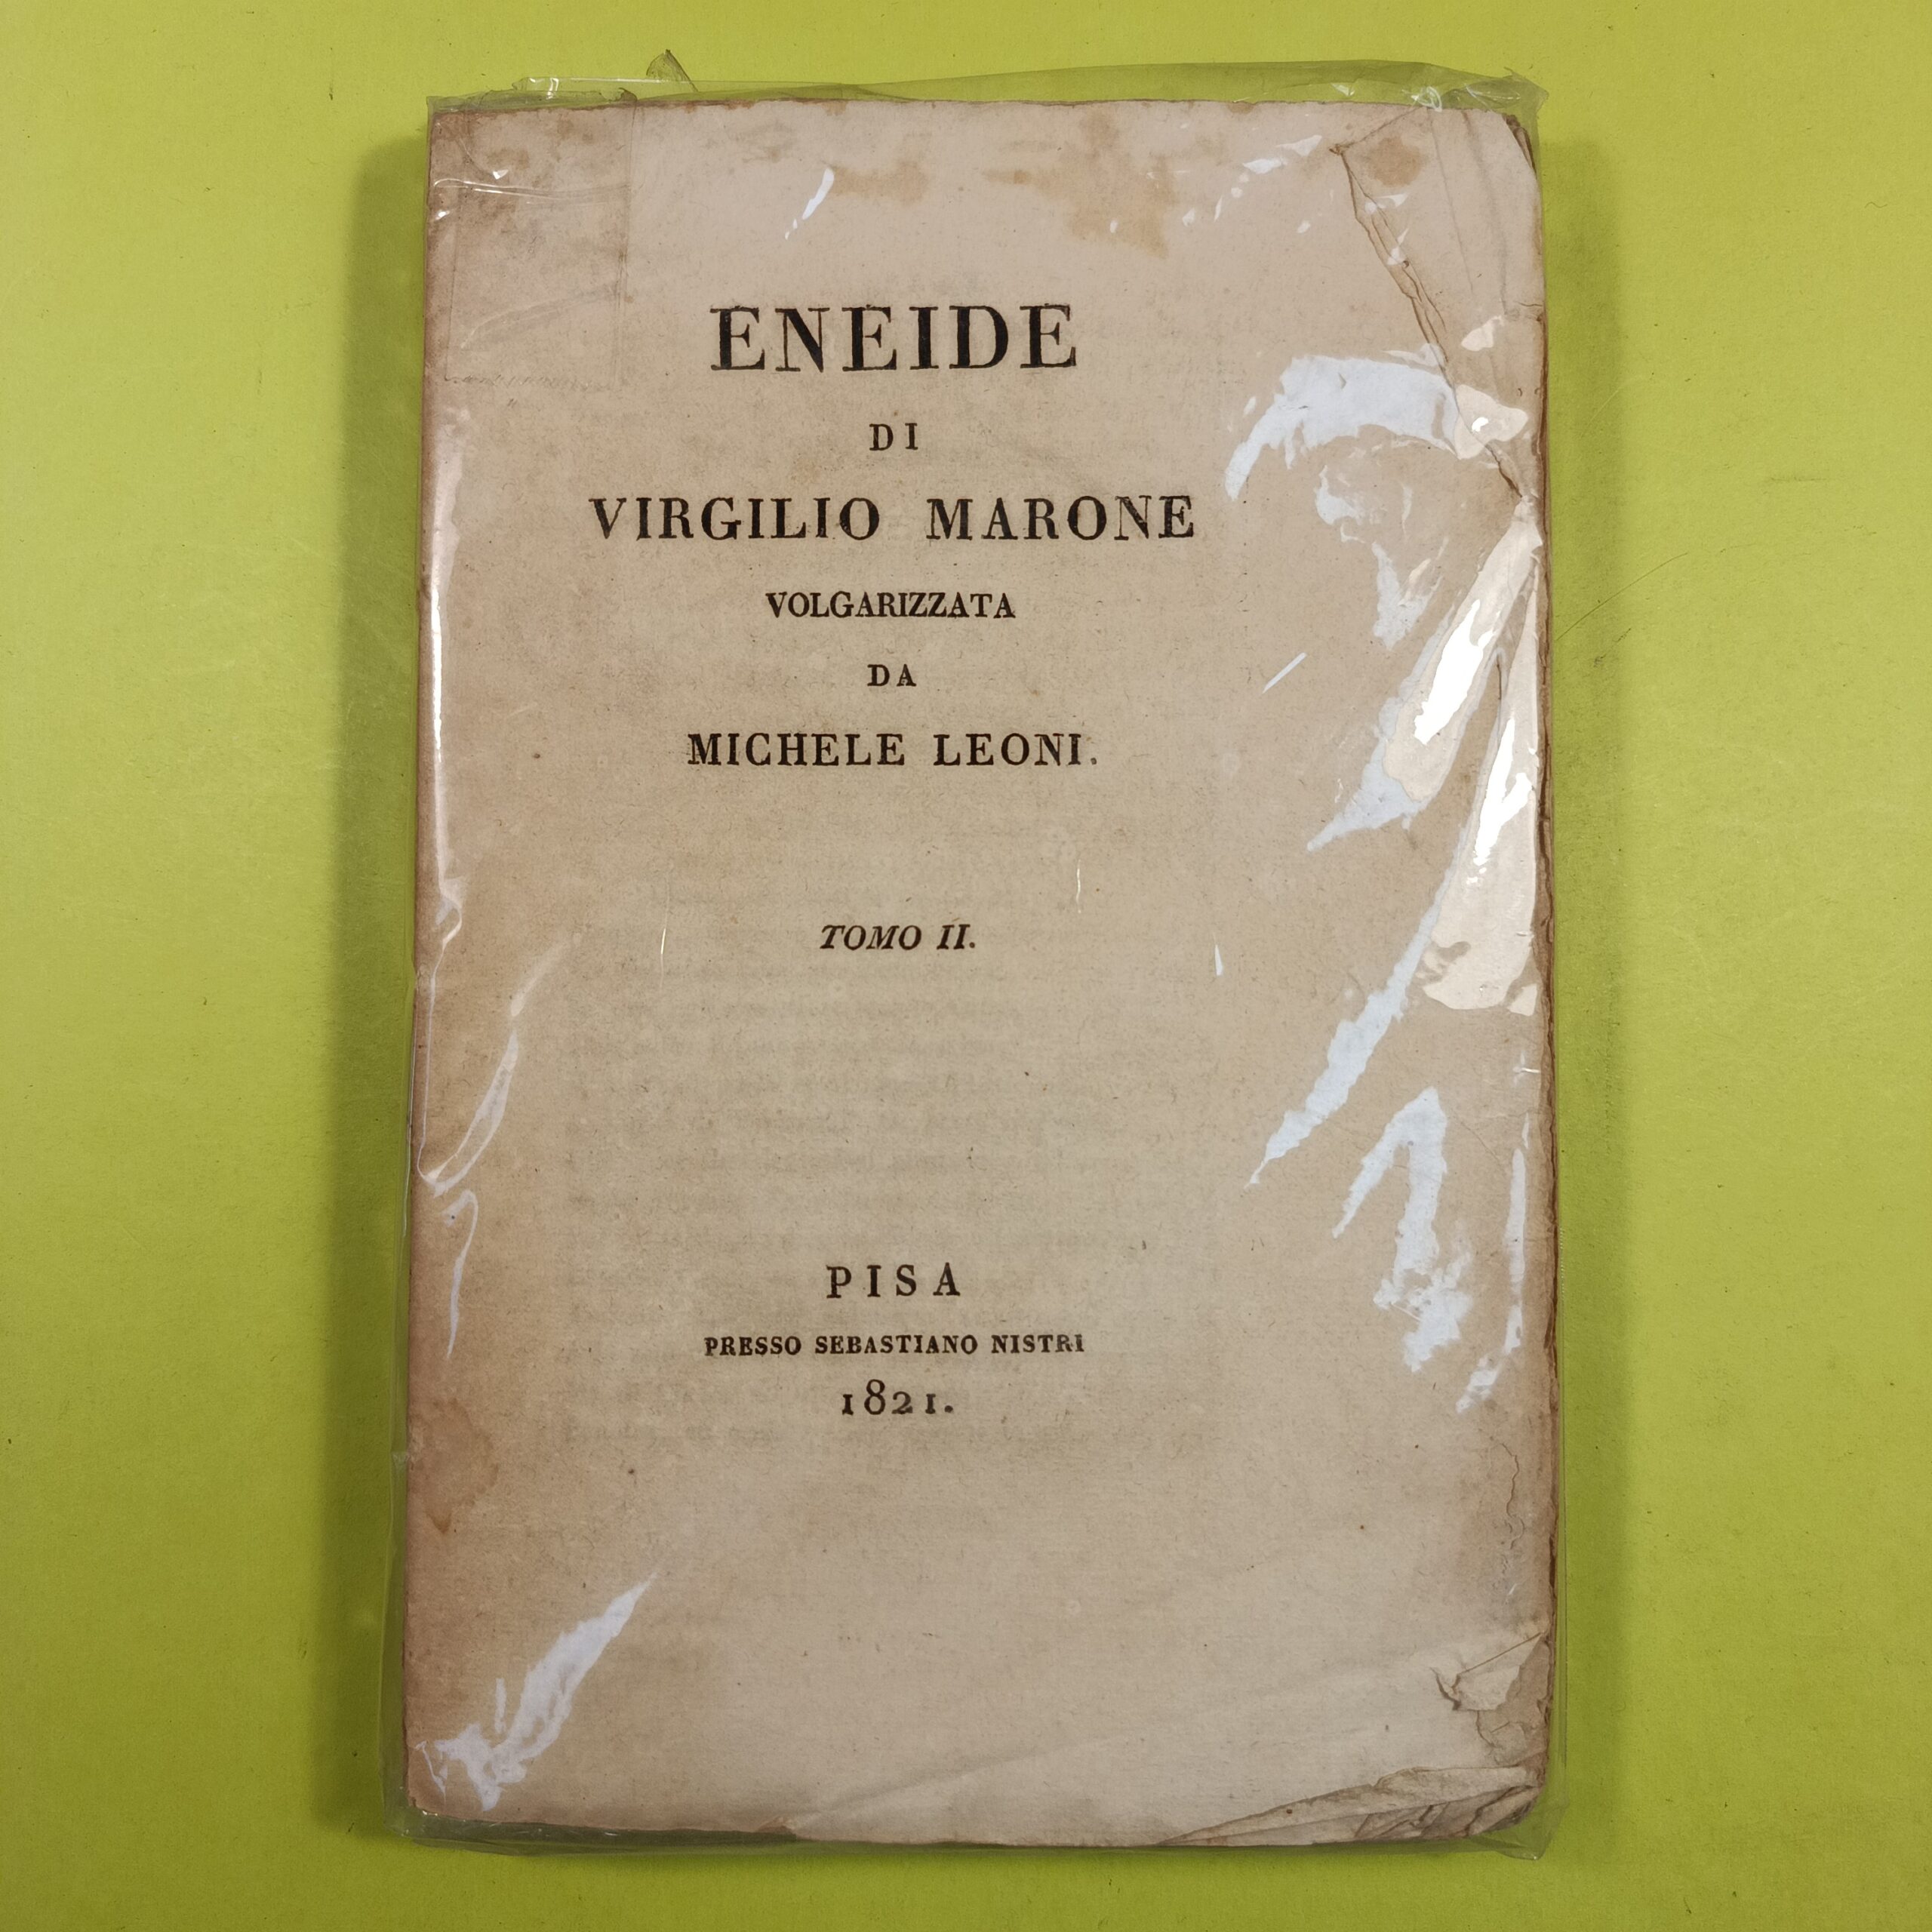 ENEIDE
DI
VIRGILIO MARONE
VOLGARIZZATA
DA
MICHELE LEONI.
TOMO II.
PISA
PRESSO SEBASTIANO NISTRI
1821.